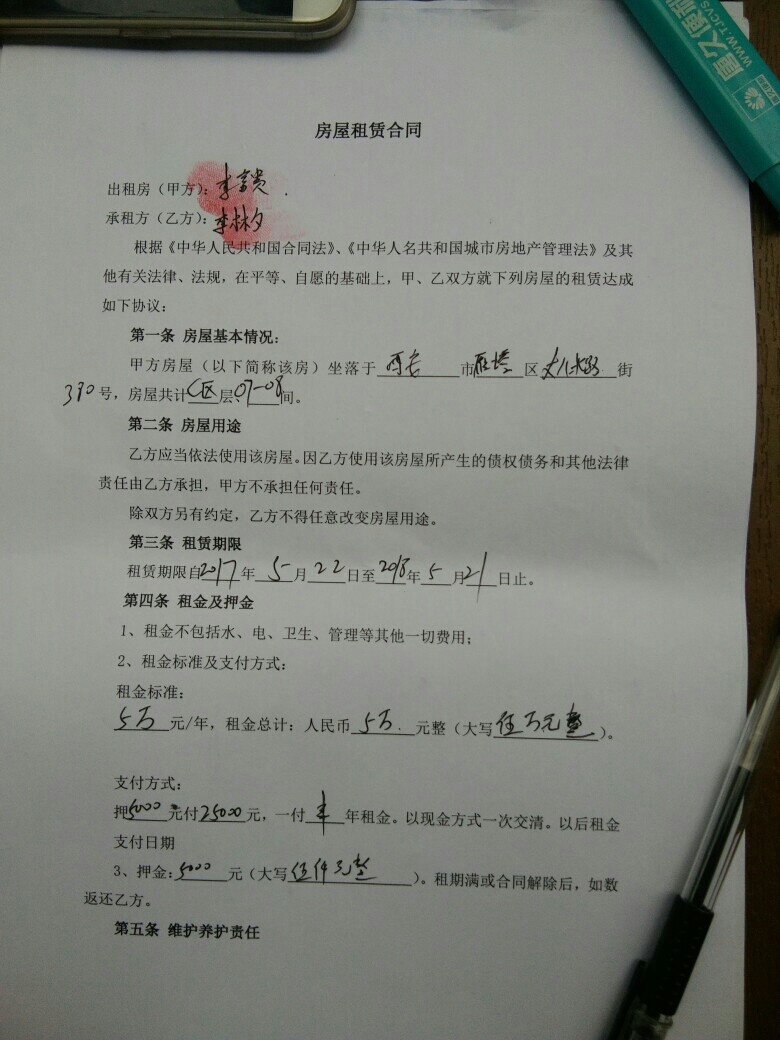 唐久便利
WWW.TJCVS
房屋租赁合同
出租房（甲方）：李富贵
承租方（乙方）：李林夕
根据《中华人民共和国合同法》、《中华人名共和国城市房地产管理法》及其
他有关法律、法规，在平等、自愿的基础上，甲、乙双方就下列房屋的租赁达成
如下协议：
第一条 房屋基本情况：
甲方房屋（以下简称该房）坐落于 西安 市 雁塔 区 丈八北路 街
390 号，房屋共计 C区 层、07-08 间。
第二条 房屋用途
乙方应当依法使用该房屋。因乙方使用该房屋所产生的债权债务和其他法律
责任由乙方承担，甲方不承担任何责任。
除双方另有约定，乙方不得任意改变房屋用途。
第三条 租赁期限
租赁期限自 2017 年 5 月 22 日至 2018 年 5 月 21 日止。
第四条 租金及押金
1、租金不包括水、电、卫生、管理等其他一切费用；
2、租金标准及支付方式：
租金标准：
5万 元/年，租金总计：人民币 5万 元整（大写 伍万元整 ）。
支付方式：
押 5000 元付 25000 元，一付 半 年租金。以现金方式一次交清。以后租金
支付日期
3、押金：5000 元（大写 伍仟元整 ）。租期满或合同解除后，如数
返还乙方。
第五条 维护养护责任